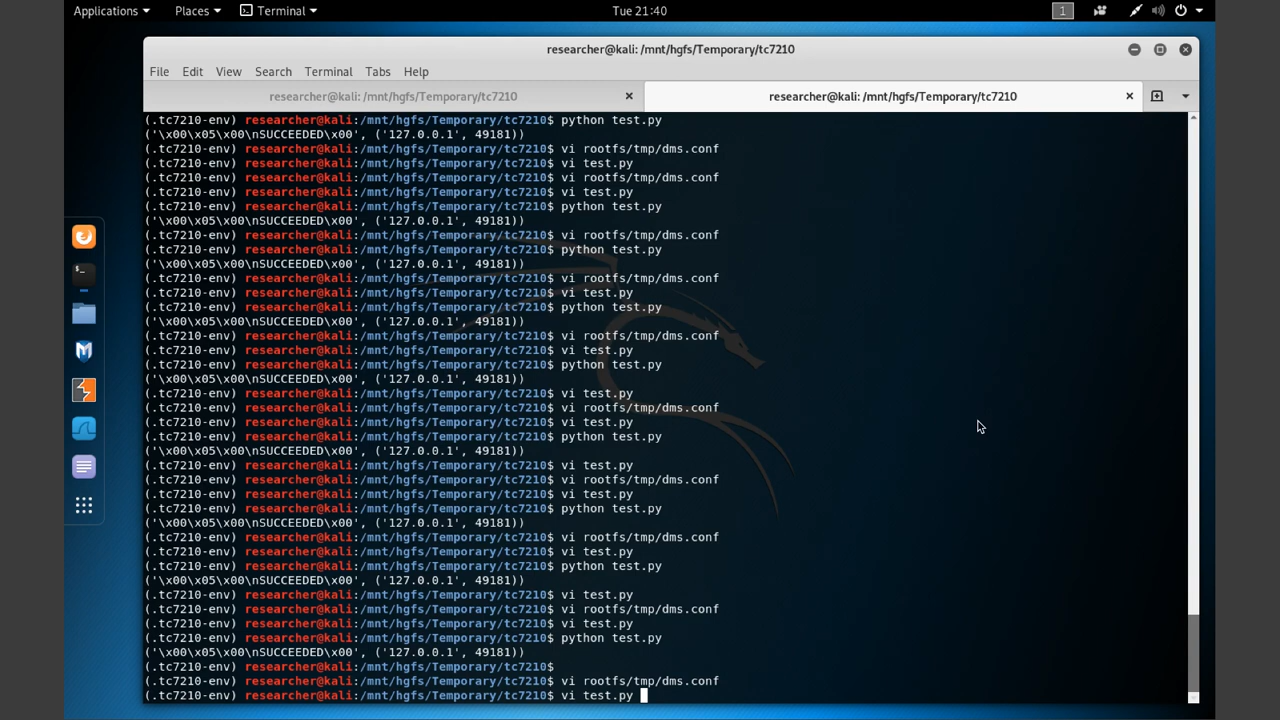 Applications Places Terminal Tue 21:40 1
researcher@kali: /mnt/hgfs/Temporary/tc7210
File Edit View Search Terminal Tabs Help
researcher@kali: /mnt/hgfs/Temporary/tc7210 researcher@kali: /mnt/hgfs/Temporary/tc7210
(.tc7210-env) researcher@kali:/mnt/hgfs/Temporary/tc7210$ python test.py
('\x00\x05\x00\nSUCCEEDED\x00', ('127.0.0.1', 49181))
(.tc7210-env) researcher@kali:/mnt/hgfs/Temporary/tc7210$ vi rootfs/tmp/dms.conf
(.tc7210-env) researcher@kali:/mnt/hgfs/Temporary/tc7210$ vi test.py
(.tc7210-env) researcher@kali:/mnt/hgfs/Temporary/tc7210$ vi rootfs/tmp/dms.conf
(.tc7210-env) researcher@kali:/mnt/hgfs/Temporary/tc7210$ vi test.py
(.tc7210-env) researcher@kali:/mnt/hgfs/Temporary/tc7210$ python test.py
('\x00\x05\x00\nSUCCEEDED\x00', ('127.0.0.1', 49181))
(.tc7210-env) researcher@kali:/mnt/hgfs/Temporary/tc7210$ vi rootfs/tmp/dms.conf
(.tc7210-env) researcher@kali:/mnt/hgfs/Temporary/tc7210$ python test.py
('\x00\x05\x00\nSUCCEEDED\x00', ('127.0.0.1', 49181))
(.tc7210-env) researcher@kali:/mnt/hgfs/Temporary/tc7210$ vi rootfs/tmp/dms.conf
(.tc7210-env) researcher@kali:/mnt/hgfs/Temporary/tc7210$ vi test.py
(.tc7210-env) researcher@kali:/mnt/hgfs/Temporary/tc7210$ python test.py
('\x00\x05\x00\nSUCCEEDED\x00', ('127.0.0.1', 49181))
(.tc7210-env) researcher@kali:/mnt/hgfs/Temporary/tc7210$ vi rootfs/tmp/dms.conf
(.tc7210-env) researcher@kali:/mnt/hgfs/Temporary/tc7210$ vi test.py
(.tc7210-env) researcher@kali:/mnt/hgfs/Temporary/tc7210$ python test.py
('\x00\x05\x00\nSUCCEEDED\x00', ('127.0.0.1', 49181))
(.tc7210-env) researcher@kali:/mnt/hgfs/Temporary/tc7210$ vi test.py
(.tc7210-env) researcher@kali:/mnt/hgfs/Temporary/tc7210$ vi rootfs/tmp/dms.conf
(.tc7210-env) researcher@kali:/mnt/hgfs/Temporary/tc7210$ vi test.py
(.tc7210-env) researcher@kali:/mnt/hgfs/Temporary/tc7210$ python test.py
('\x00\x05\x00\nSUCCEEDED\x00', ('127.0.0.1', 49181))
(.tc7210-env) researcher@kali:/mnt/hgfs/Temporary/tc7210$ vi test.py
(.tc7210-env) researcher@kali:/mnt/hgfs/Temporary/tc7210$ vi rootfs/tmp/dms.conf
(.tc7210-env) researcher@kali:/mnt/hgfs/Temporary/tc7210$ vi test.py
(.tc7210-env) researcher@kali:/mnt/hgfs/Temporary/tc7210$ python test.py
('\x00\x05\x00\nSUCCEEDED\x00', ('127.0.0.1', 49181))
(.tc7210-env) researcher@kali:/mnt/hgfs/Temporary/tc7210$ vi rootfs/tmp/dms.conf
(.tc7210-env) researcher@kali:/mnt/hgfs/Temporary/tc7210$ vi test.py
(.tc7210-env) researcher@kali:/mnt/hgfs/Temporary/tc7210$ python test.py
('\x00\x05\x00\nSUCCEEDED\x00', ('127.0.0.1', 49181))
(.tc7210-env) researcher@kali:/mnt/hgfs/Temporary/tc7210$ vi test.py
(.tc7210-env) researcher@kali:/mnt/hgfs/Temporary/tc7210$ vi rootfs/tmp/dms.conf
(.tc7210-env) researcher@kali:/mnt/hgfs/Temporary/tc7210$ vi test.py
(.tc7210-env) researcher@kali:/mnt/hgfs/Temporary/tc7210$ python test.py
('\x00\x05\x00\nSUCCEEDED\x00', ('127.0.0.1', 49181))
(.tc7210-env) researcher@kali:/mnt/hgfs/Temporary/tc7210$
(.tc7210-env) researcher@kali:/mnt/hgfs/Temporary/tc7210$ vi rootfs/tmp/dms.conf
(.tc7210-env) researcher@kali:/mnt/hgfs/Temporary/tc7210$ vi test.py